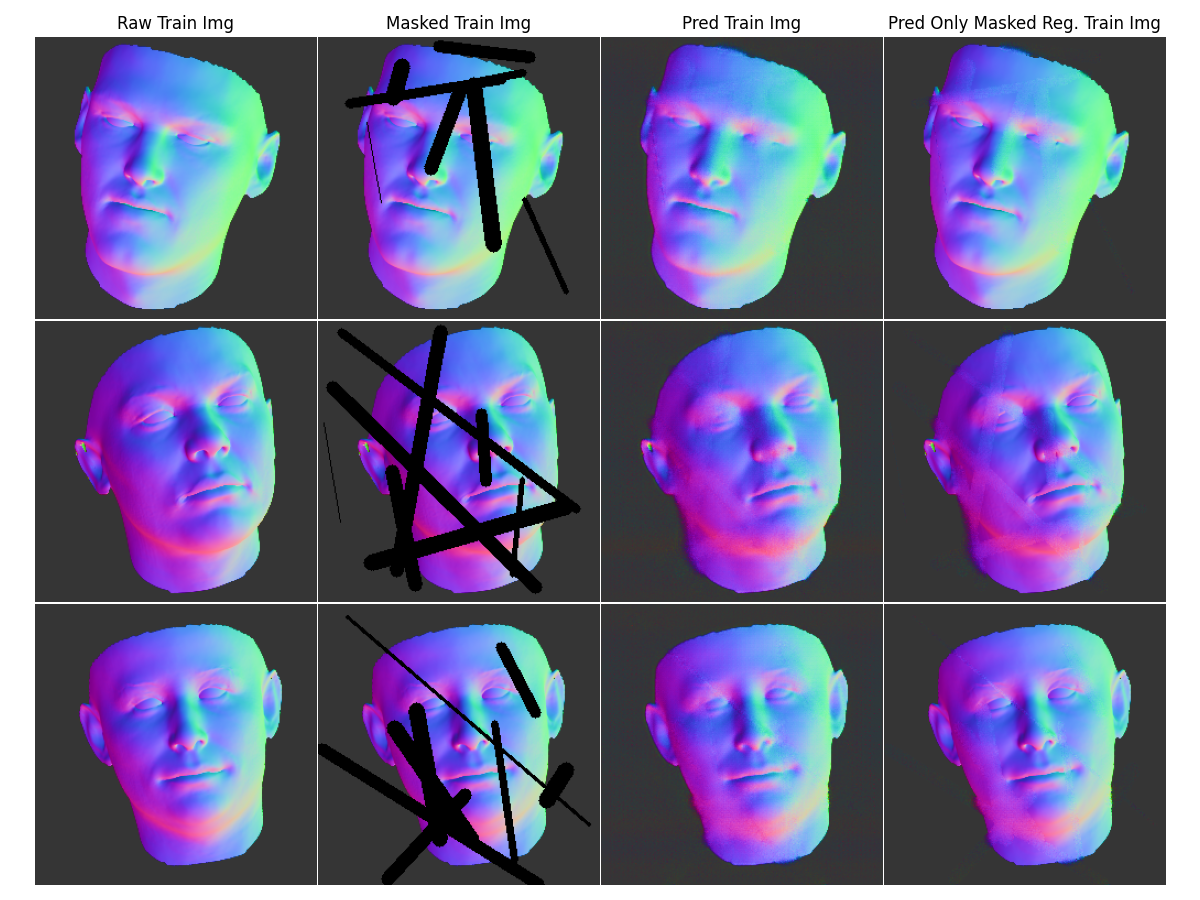 Raw Train Img
Masked Train Img
Pred Train Img
Pred Only Masked Reg. Train Img